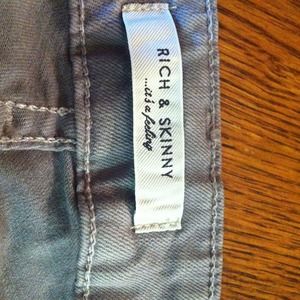 RICH & SKINNY
...it's a feeling